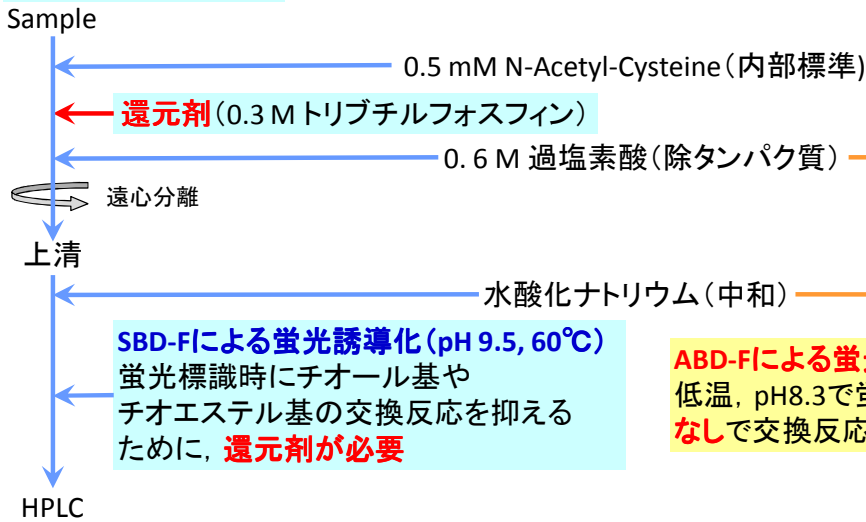 Sample
0.5 mM N-Acetyl-Cysteine（内部標準）
還元剤（0.3 M トリブチルフォスフィン）
0. 6 M 過塩素酸（除タンパク質）
遠心分離
上清
水酸化ナトリウム（中和）
SBD-Fによる蛍光誘導化（pH 9.5, 60℃）
蛍光標識時にチオール基や
チオエステル基の交換反応を抑える
ために，還元剤が必要
ABD-Fによる蛍
低温，pH8.3で蛍
なしで交換反応
HPLC